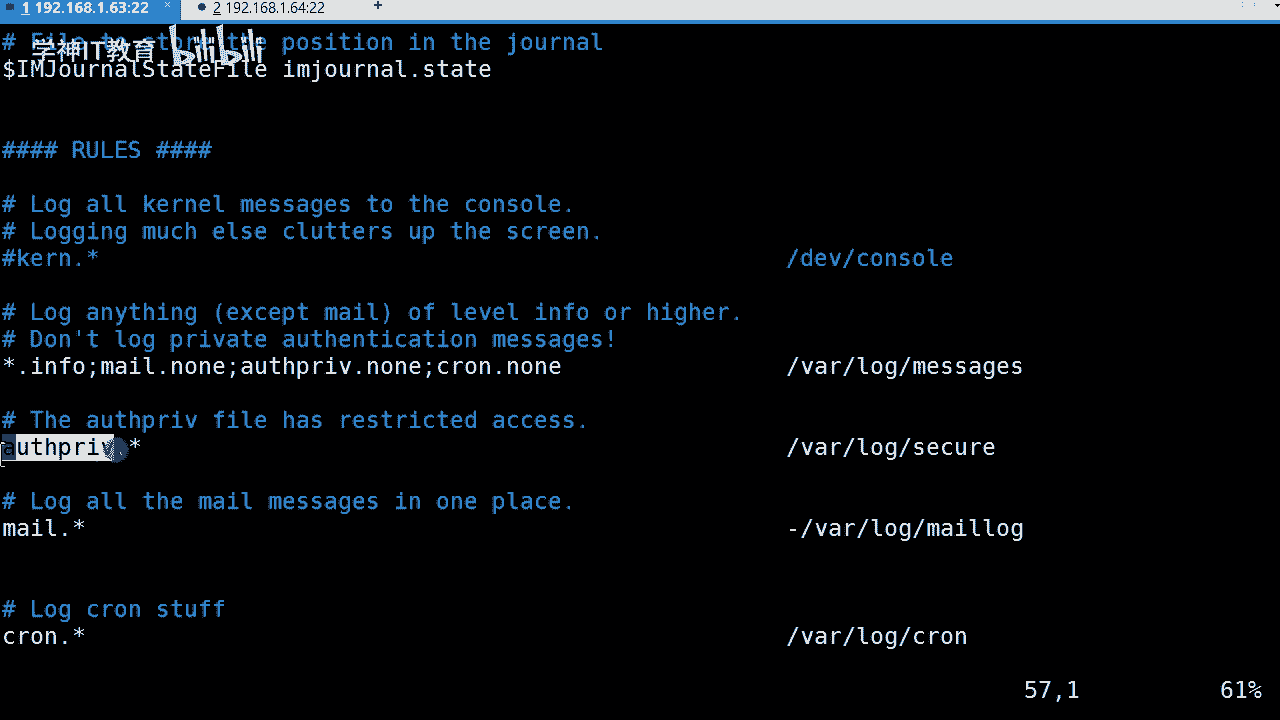 1 192.168.1.63:22 × 2 192.168.1.64:22 +
# File to store the position in the journal
学神IT教育 bilibili
$IMJournalStateFile imjournal.state
#### RULES ####
# Log all kernel messages to the console.
# Logging much else clutters up the screen.
#kern.* /dev/console
# Log anything (except mail) of level info or higher.
# Don't log private authentication messages!
*.info;mail.none;authpriv.none;cron.none /var/log/messages
# The authpriv file has restricted access.
authpriv.* /var/log/secure
# Log all the mail messages in one place.
mail.* -/var/log/maillog
# Log cron stuff
cron.* /var/log/cron
57,1 61%